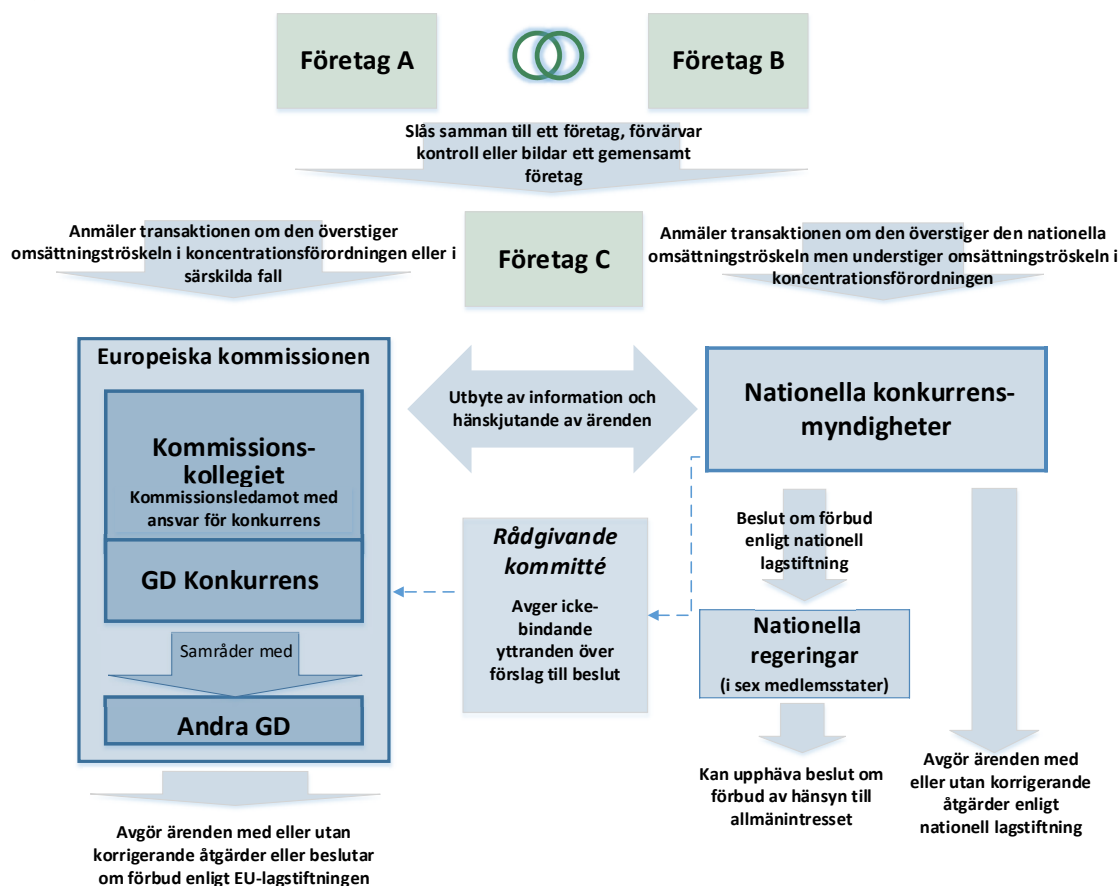 Företag A
Företag B
Slås samman till ett företag, förvärvar
kontroll eller bildar ett gemensamt
företag
Anmäler transaktionen om den överstiger
omsättningströskeln i koncentrationsförordningen eller i
särskilda fall
Företag C
Anmäler transaktionen om den överstiger den nationella
omsättningströskeln men understiger omsättningströskeln i
koncentrationsförordningen
Europeiska kommissionen
Kommissions-
kollegiet
Kommissionsledamot med
ansvar för konkurrens
GD Konkurrens
Samråder med
Andra GD
Utbyte av information och
hänskjutande av ärenden
Nationella konkurrens-
myndigheter
Rådgivande
kommitté
Avger icke-
bindande
yttranden över
förslag till beslut
Beslut om förbud
enligt nationell
lagstiftning
Nationella
regeringar
(i sex medlemsstater)
Kan upphäva beslut om
förbud av hänsyn till
allmänintresset
Avgör ärenden med
eller utan korrigerande
åtgärder enligt
nationell lagstiftning
Avgör ärenden med eller utan
korrigerande åtgärder eller beslutar
om förbud enligt EU-lagstiftningen